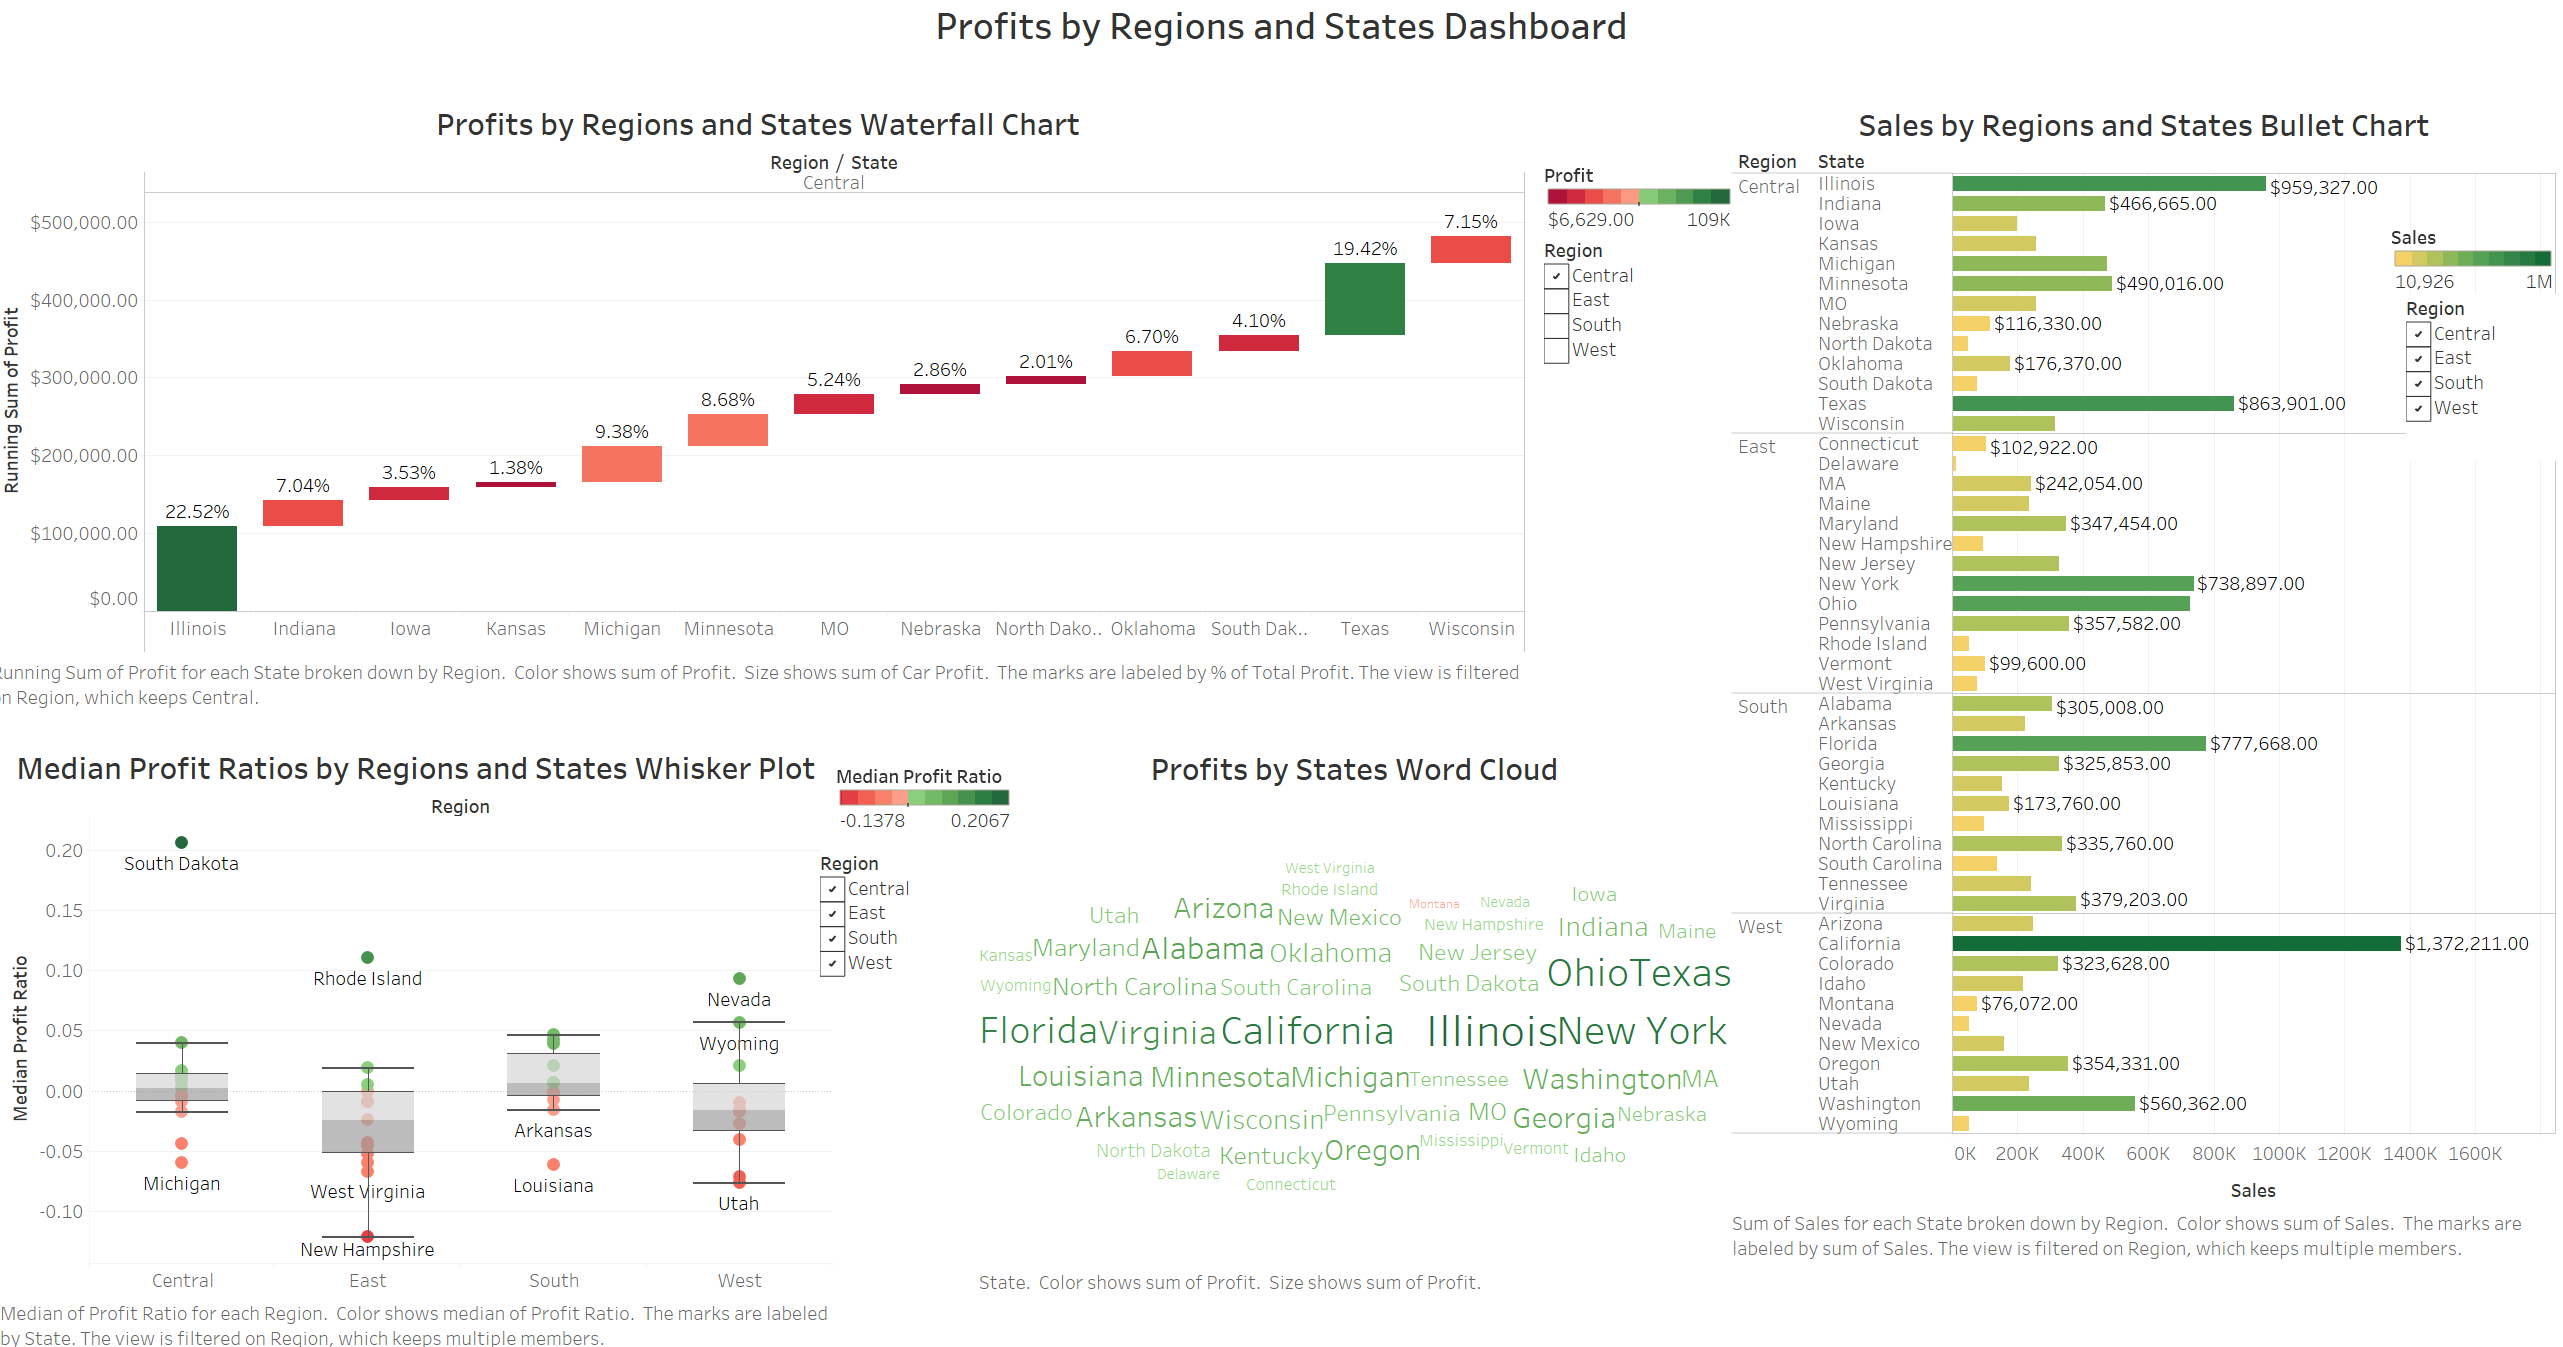 Profits by Regions and States Dashboard
Profits by Regions and States Waterfall Chart
Region / State
Central
Running Sum of Profit
$500,000.00
$400,000.00
$300,000.00
$200,000.00
$100,000.00
$0.00
22.52%
7.04%
3.53%
1.38%
9.38%
8.68%
5.24%
2.86%
2.01%
6.70%
4.10%
19.42%
7.15%
Illinois Indiana Iowa Kansas Michigan Minnesota MO Nebraska North Dako.. Oklahoma South Dak.. Texas Wisconsin
Running Sum of Profit for each State broken down by Region. Color shows sum of Profit. Size shows sum of Car Profit. The marks are labeled by % of Total Profit. The view is filtered
on Region, which keeps Central.
Profit
$6,629.00 109K
Region
Central
East
South
West
Sales by Regions and States Bullet Chart
Region State
Central Illinois $959,327.00
Indiana $466,665.00
Iowa
Kansas
Michigan
Minnesota $490,016.00
MO
Nebraska $116,330.00
North Dakota
Oklahoma $176,370.00
South Dakota
Texas $863,901.00
Wisconsin
East Connecticut $102,922.00
Delaware
MA $242,054.00
Maine
Maryland $347,454.00
New Hampshire
New Jersey
New York $738,897.00
Ohio
Pennsylvania $357,582.00
Rhode Island
Vermont $99,600.00
West Virginia
South Alabama $305,008.00
Arkansas
Florida $777,668.00
Georgia $325,853.00
Kentucky
Louisiana $173,760.00
Mississippi
North Carolina $335,760.00
South Carolina
Tennessee
Virginia $379,203.00
West Arizona
California $1,372,211.00
Colorado $323,628.00
Idaho
Montana $76,072.00
Nevada
New Mexico
Oregon $354,331.00
Utah
Washington $560,362.00
Wyoming
0K 200K 400K 600K 800K 1000K 1200K 1400K 1600K
Sales
Sum of Sales for each State broken down by Region. Color shows sum of Sales. The marks are
labeled by sum of Sales. The view is filtered on Region, which keeps multiple members.
Sales
10,926 1M
Region
Central
East
South
West
Median Profit Ratios by Regions and States Whisker Plot
Region
Median Profit Ratio
0.20
0.15
0.10
0.05
0.00
-0.05
-0.10
South Dakota
Michigan
Rhode Island
West Virginia
New Hampshire
Arkansas
Louisiana
Nevada
Wyoming
Utah
Central East South West
Median of Profit Ratio for each Region. Color shows median of Profit Ratio. The marks are labeled
by State. The view is filtered on Region, which keeps multiple members.
Median Profit Ratio
-0.1378 0.2067
Region
Central
East
South
West
Profits by States Word Cloud
West Virginia
Rhode Island
Iowa
Montana Nevada
Utah Arizona New Mexico New Hampshire Indiana Maine
Kansas Maryland Alabama Oklahoma New Jersey
Ohio Texas
Wyoming North Carolina South Carolina South Dakota
Florida Virginia California Illinois New York
Louisiana Minnesota Michigan Tennessee Washington MA
Colorado Arkansas Wisconsin Pennsylvania MO Georgia Nebraska
North Dakota Kentucky Oregon Mississippi Vermont Idaho
Delaware
Connecticut
State. Color shows sum of Profit. Size shows sum of Profit.